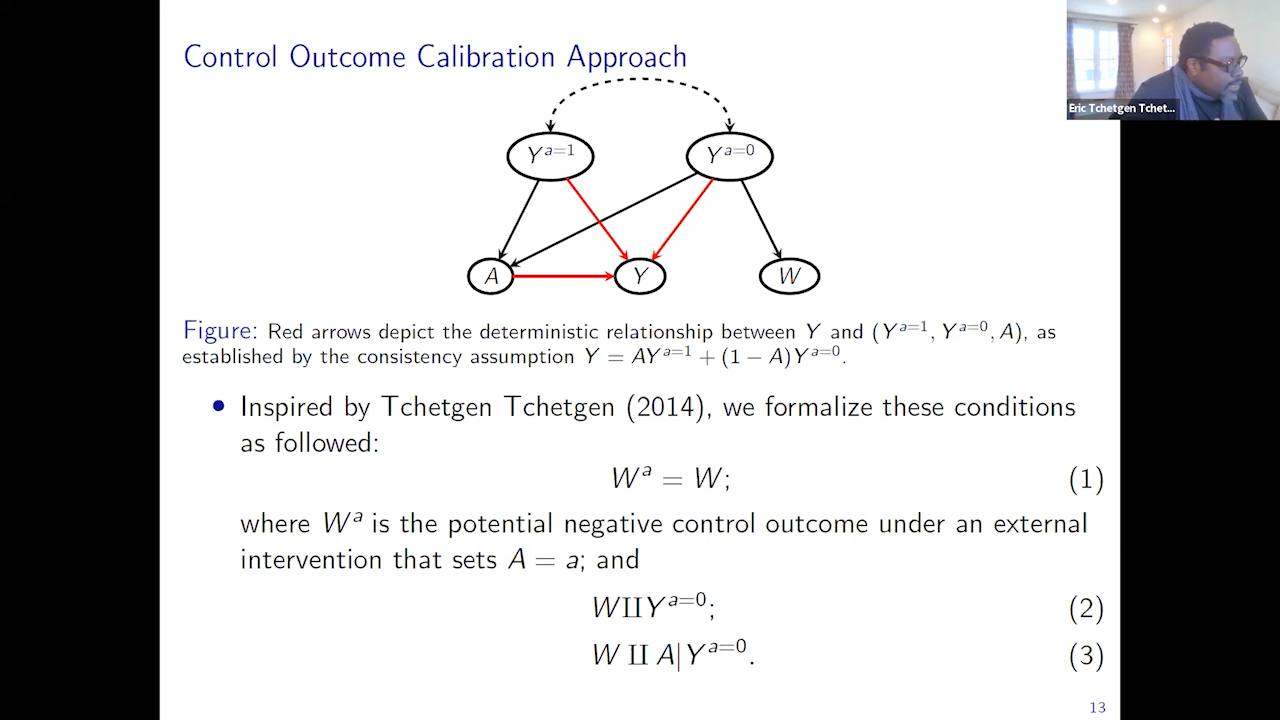 Control Outcome Calibration Approach
Eric Tchetgen Tchet...
Y^{a=1}
Y^{a=0}
A
Y
W
Figure: Red arrows depict the deterministic relationship between Y and (Y^{a=1}, Y^{a=0}, A), as
established by the consistency assumption Y = AY^{a=1} + (1 − A)Y^{a=0}.
• Inspired by Tchetgen Tchetgen (2014), we formalize these conditions
as followed:
W^a = W; (1)
where W^a is the potential negative control outcome under an external
intervention that sets A = a; and
W ∐ Y^{a=0}; (2)
W ∐ A|Y^{a=0}. (3)
13